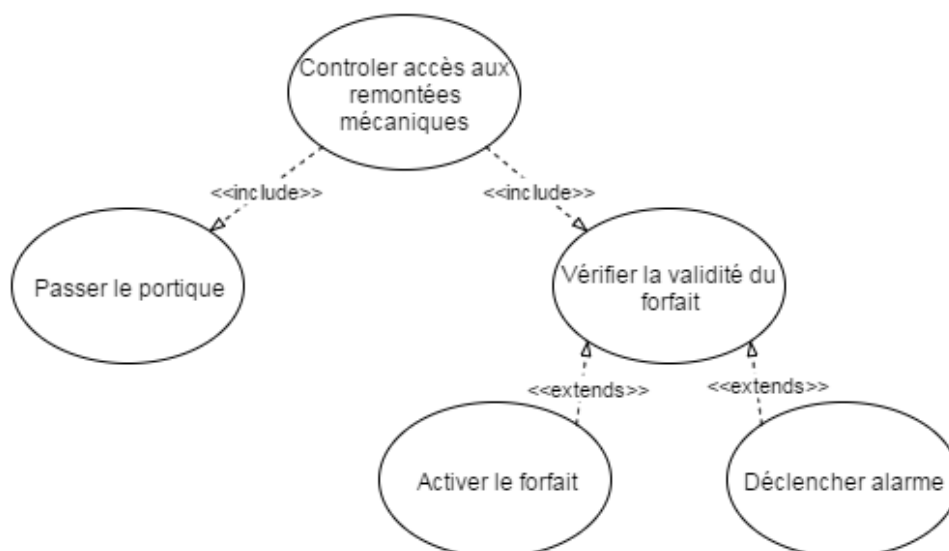 Controler accès aux
remontées
mécaniques
<<include>>
<<include>>
Passer le portique
Vérifier la validité du
forfait
<<extends>>
<<extends>>
Activer le forfait
Déclencher alarme